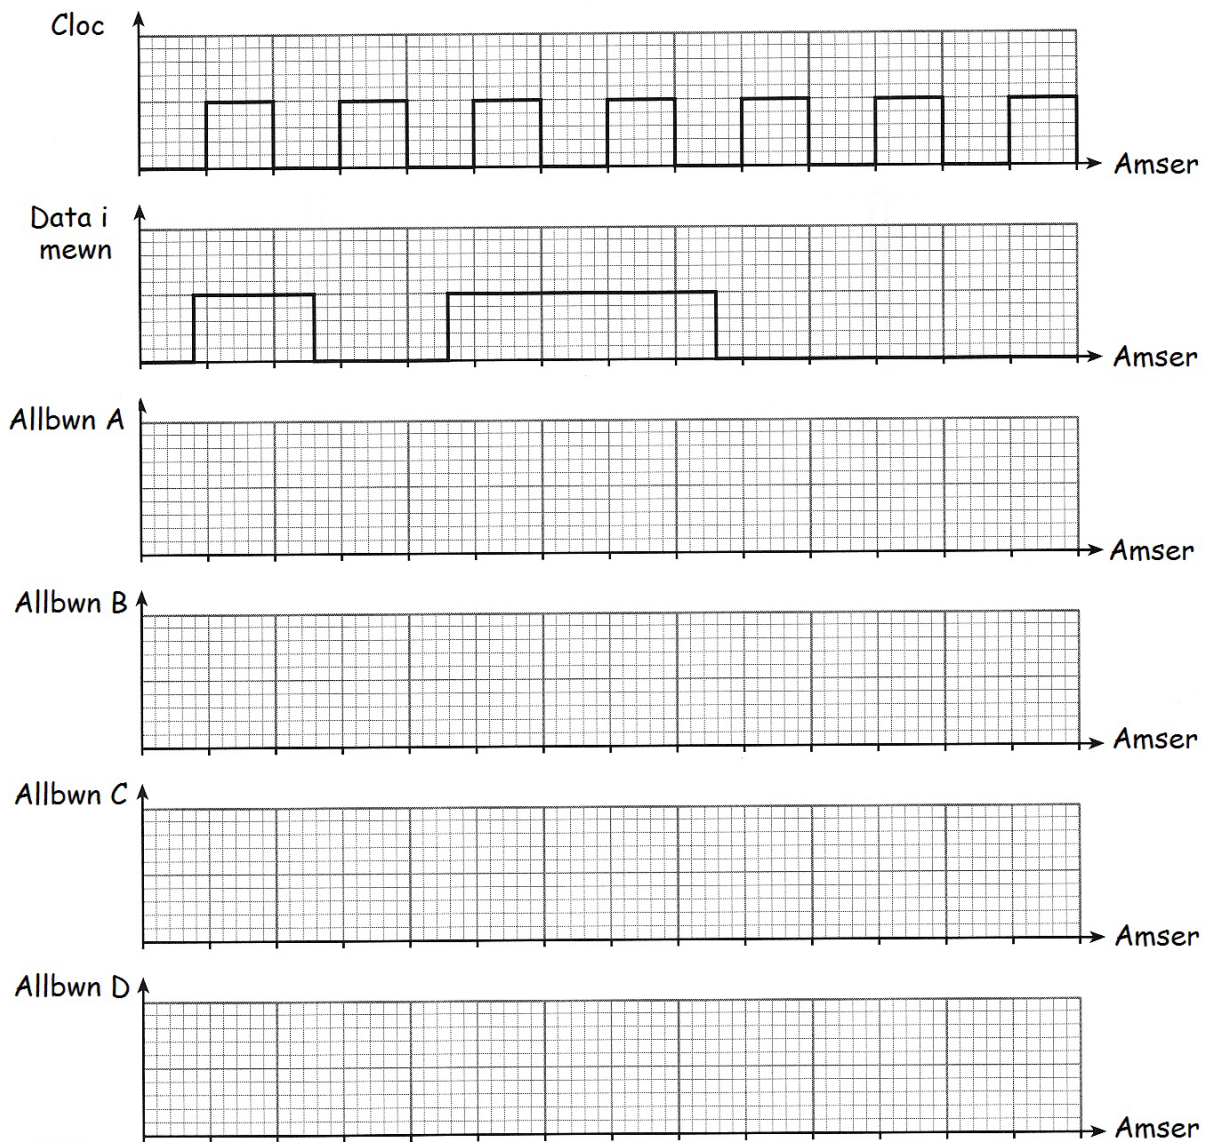 Cloc
Amser
Data i
mewn
Amser
Allbwn A
Amser
Allbwn B
Amser
Allbwn C
Amser
Allbwn D
Amser